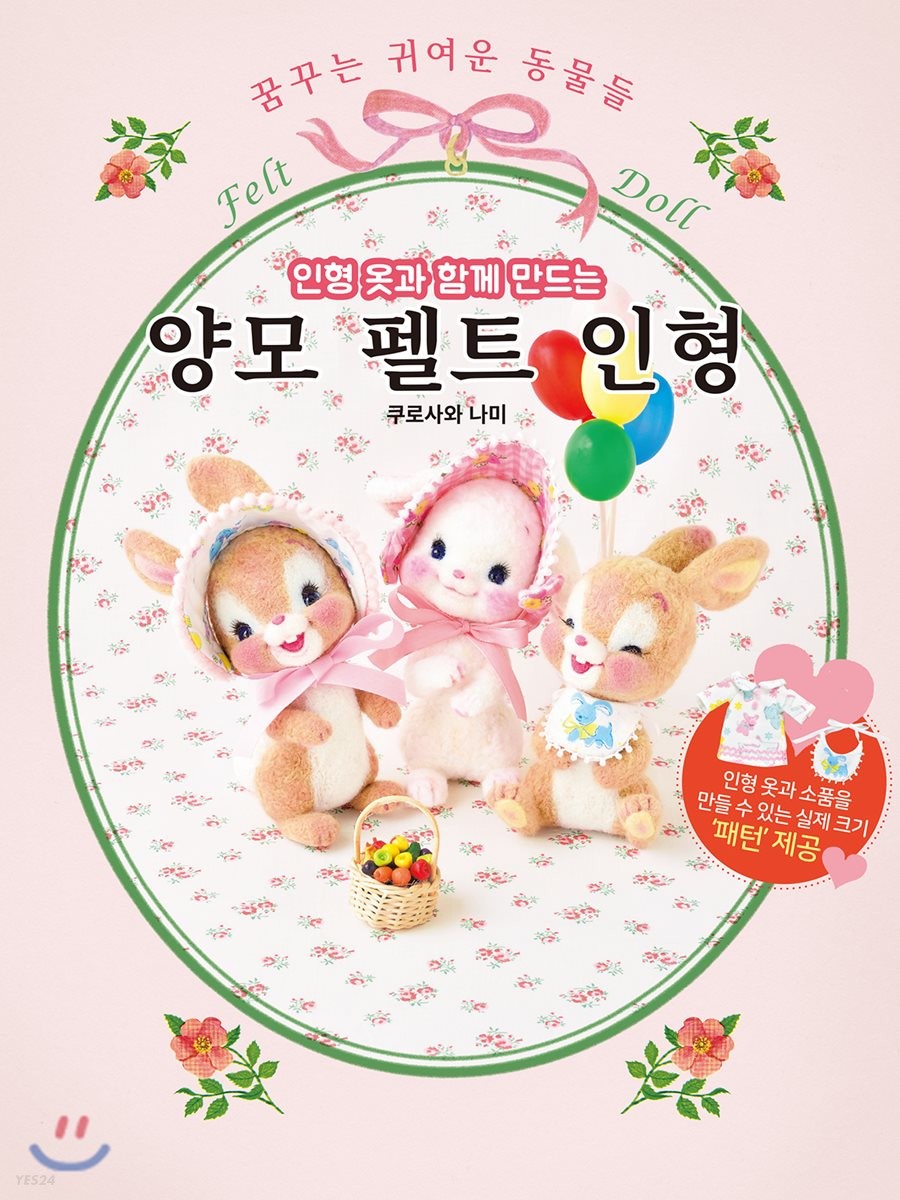 꿈꾸는 귀여운 동물들
Felt Doll
인형 옷과 함께 만드는
양모 펠트 인형
쿠로사와 나미
인형 옷과 소품을
만들 수 있는 실제 크기
'패턴' 제공
YES24